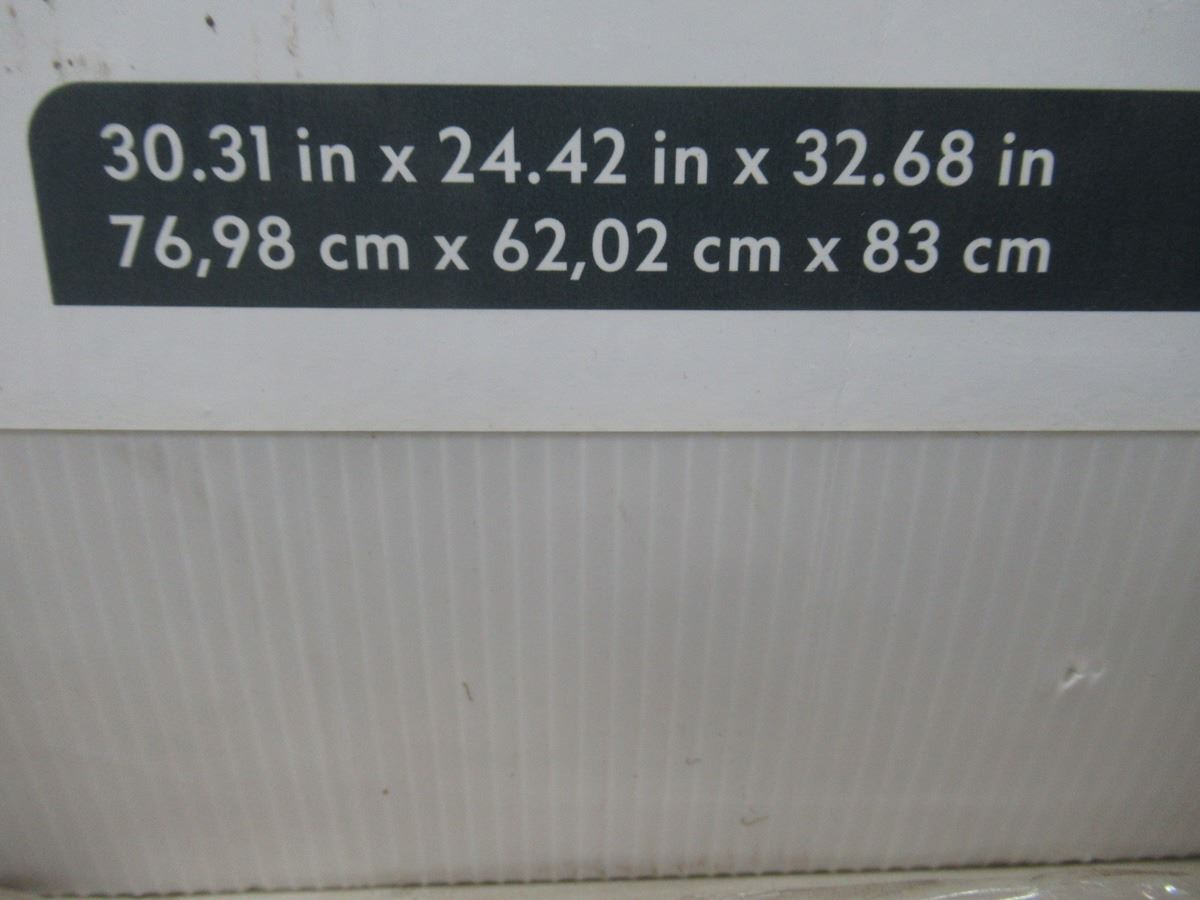 30.31 in x 24.42 in x 32.68 in
76,98 cm x 62,02 cm x 83 cm